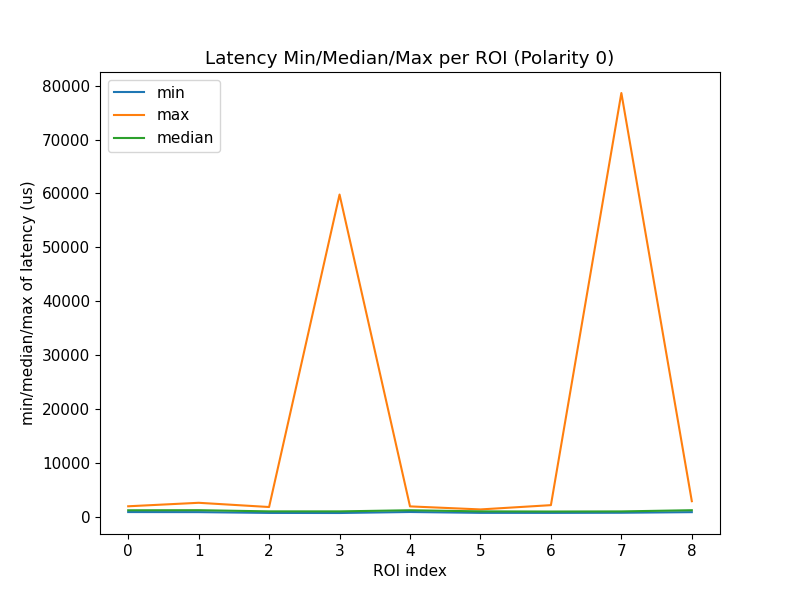 Latency Min/Median/Max per ROI (Polarity 0)
min
max
median
min/median/max of latency (us)
80000
70000
60000
50000
40000
30000
20000
10000
0
0 1 2 3 4 5 6 7 8
ROI index